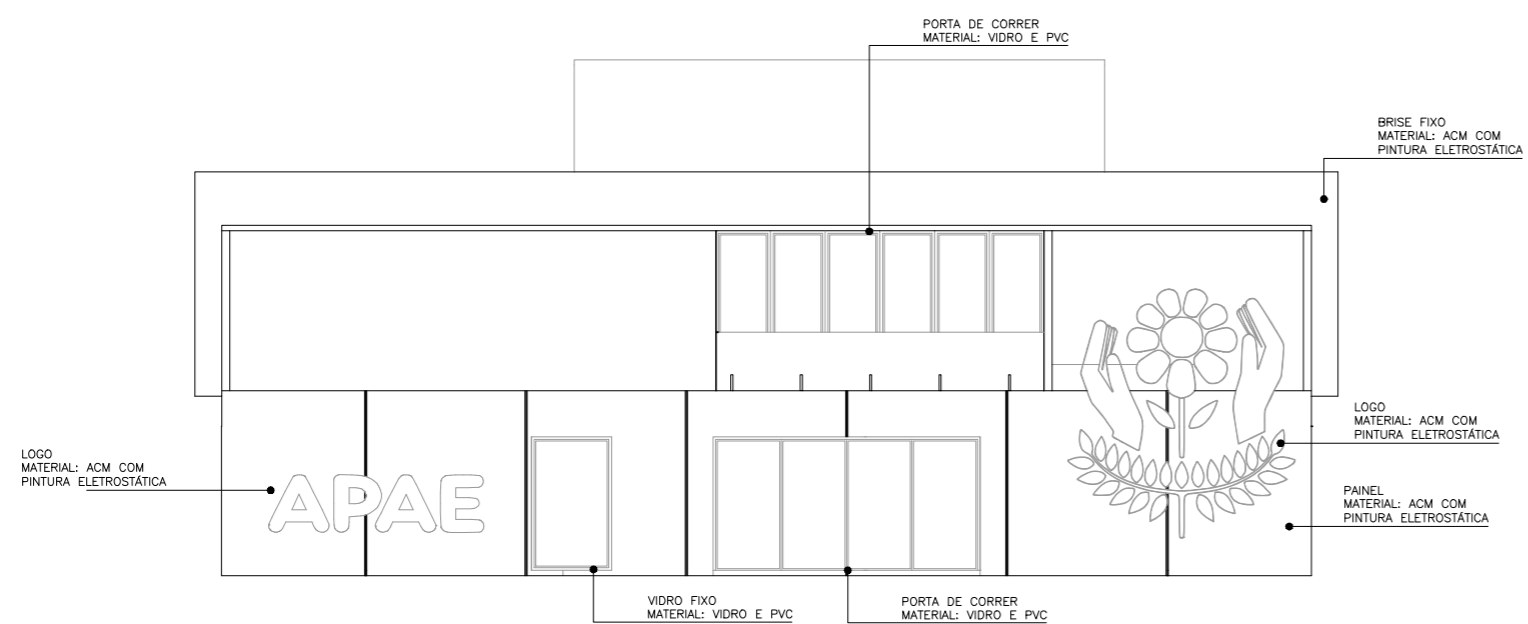 PORTA DE CORRER
MATERIAL: VIDRO E PVC
BRISE FIXO
MATERIAL: ACM COM
PINTURA ELETROSTÁTICA
LOGO
MATERIAL: ACM COM
PINTURA ELETROSTÁTICA
LOGO
MATERIAL: ACM COM
PINTURA ELETROSTÁTICA
APAE
PAINEL
MATERIAL: ACM COM
PINTURA ELETROSTÁTICA
VIDRO FIXO
MATERIAL: VIDRO E PVC
PORTA DE CORRER
MATERIAL: VIDRO E PVC